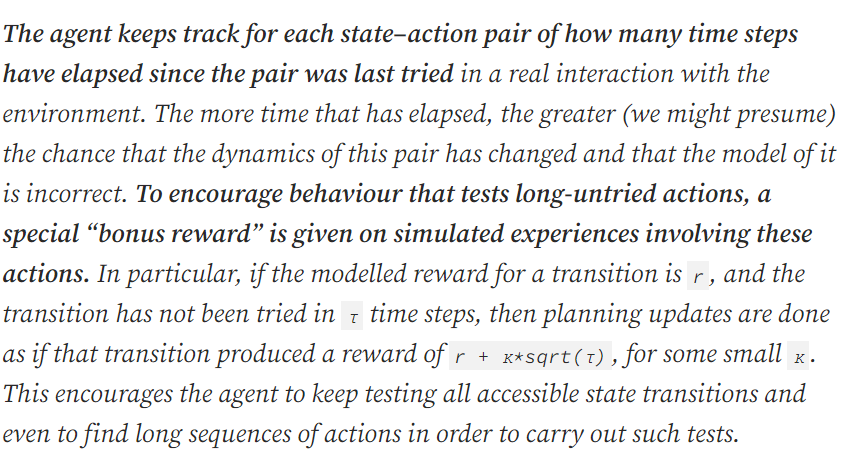 The agent keeps track for each state–action pair of how many time steps
have elapsed since the pair was last tried in a real interaction with the
environment. The more time that has elapsed, the greater (we might presume)
the chance that the dynamics of this pair has changed and that the model of it
is incorrect. To encourage behaviour that tests long-untried actions, a
special “bonus reward” is given on simulated experiences involving these
actions. In particular, if the modelled reward for a transition is r, and the
transition has not been tried in τ time steps, then planning updates are done
as if that transition produced a reward of r + κ*sqrt(τ), for some small κ.
This encourages the agent to keep testing all accessible state transitions and
even to find long sequences of actions in order to carry out such tests.